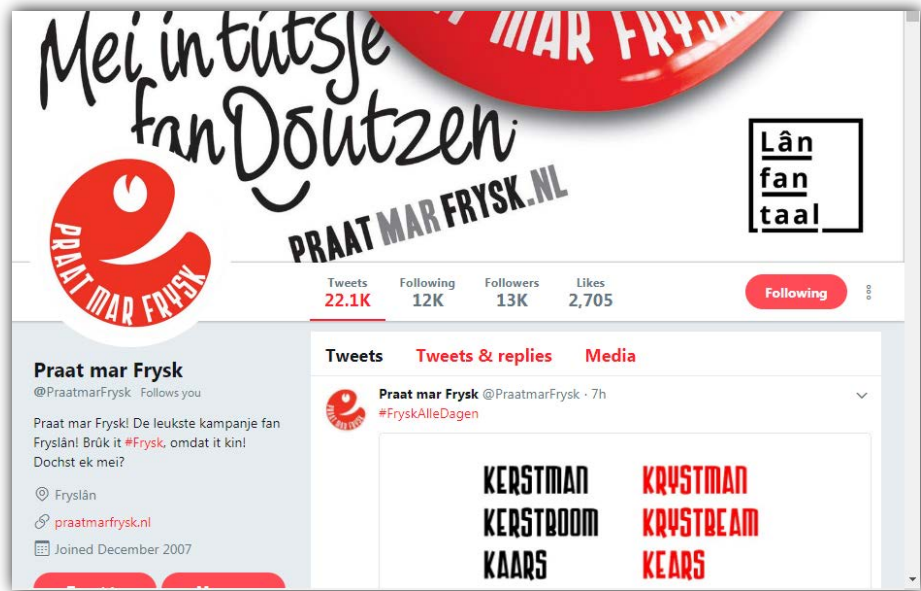 Mei in tútsje
MAR FRYSK
fan Doutzen
PRAATMARFRYSK.NL
Lân
fan
taal
PRAAT MAR FRYSK
Tweets Following Followers Likes
22.1K 12K 13K 2,705
Following
Praat mar Frysk
@PraatmarFrysk Follows you
Praat mar Frysk! De leukste kampanje fan
Fryslân! Brûk it #Frysk, omdat it kin!
Dochst ek mei?
Fryslân
praatmarfrysk.nl
Joined December 2007
Tweets Tweets & replies Media
Praat mar Frysk @PraatmarFrysk · 7h
#FryskAlleDagen
KERSTMAN KRYSTMAN
KERSTBOOM KRYSTBEAM
KAARS KEARS